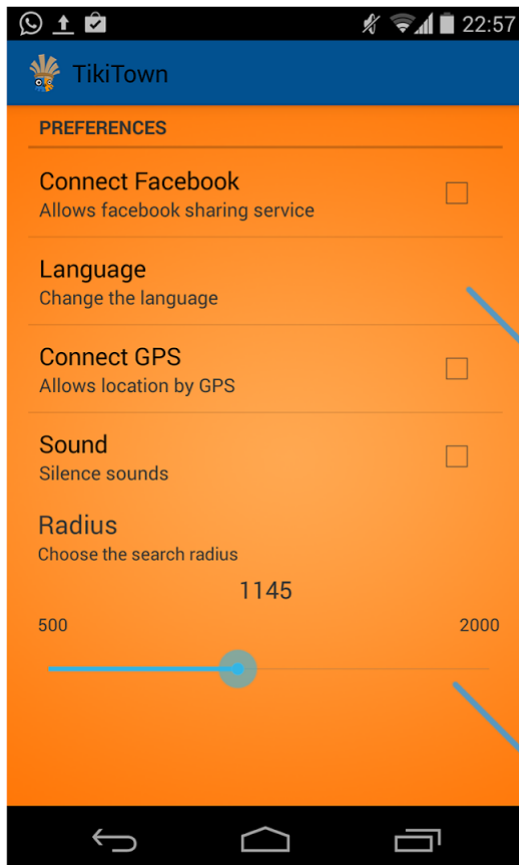 22:57
TikiTown
PREFERENCES
Connect Facebook
Allows facebook sharing service
Language
Change the language
Connect GPS
Allows location by GPS
Sound
Silence sounds
Radius
Choose the search radius
1145
500 2000